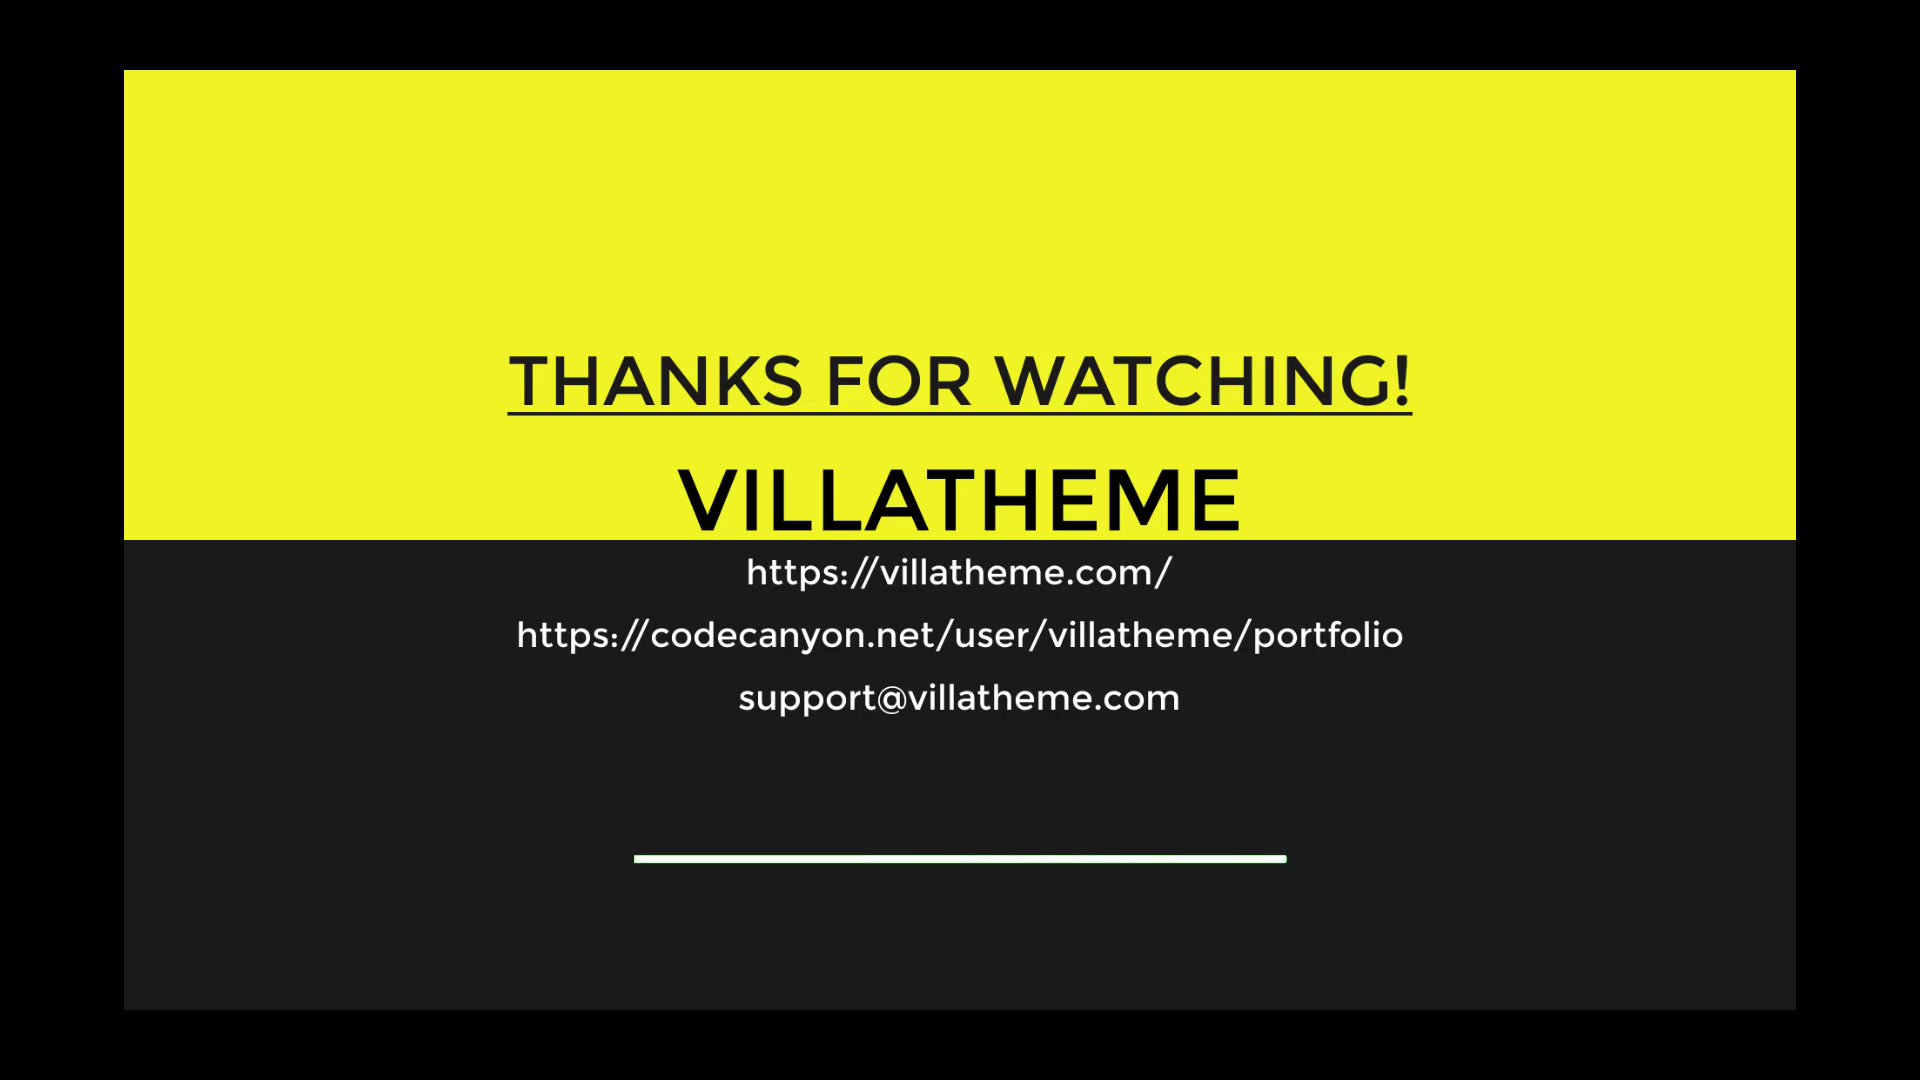 THANKS FOR WATCHING!
VILLATHEME
https://villatheme.com/
https://codecanyon.net/user/villatheme/portfolio
support@villatheme.com